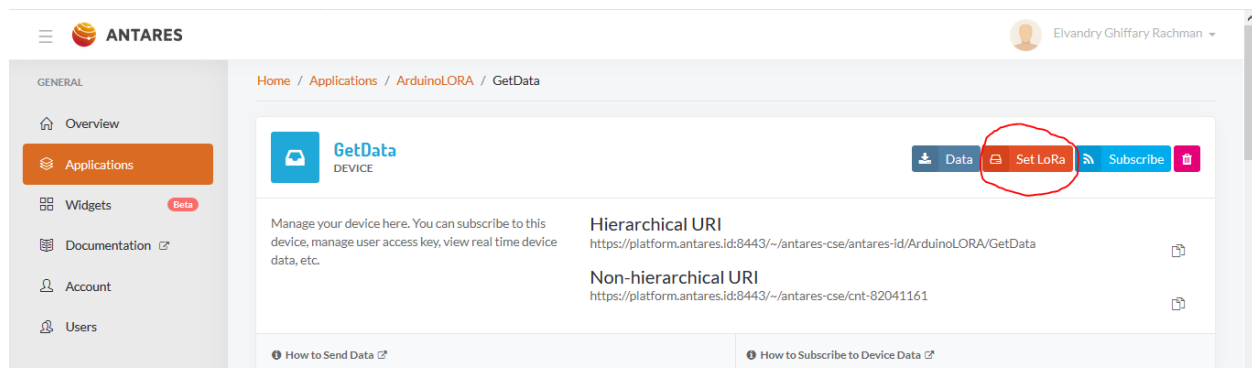 ANTARES
Elvandry Ghiffary Rachman
GENERAL
Overview
Applications
Widgets Beta
Documentation
Account
Users
Home / Applications / ArduinoLORA / GetData
GetData
DEVICE
Data Set LoRa Subscribe
Manage your device here. You can subscribe to this
device, manage user access key, view real time device
data, etc.
Hierarchical URI
https://platform.antares.id:8443/~/antares-cse/antares-id/ArduinoLORA/GetData
Non-hierarchical URI
https://platform.antares.id:8443/~/antares-cse/cnt-82041161
How to Send Data
How to Subscribe to Device Data